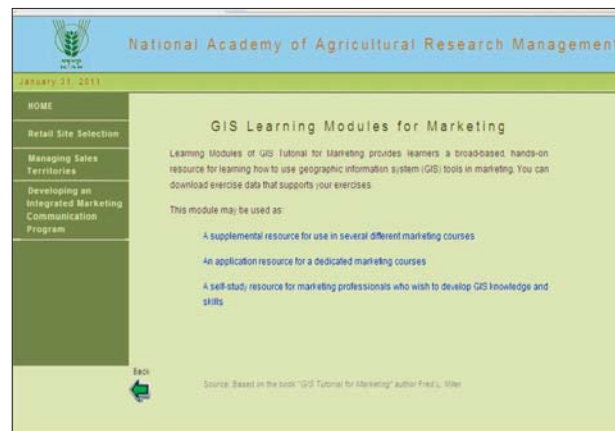 National Academy of Agricultural Research Management
January 31, 2011
HOME
Retail Site Selection
Managing Sales
Territories
Developing an
Integrated Marketing
Communication
Program
GIS Learning Modules for Marketing
Learning Modules of GIS Tutorial for Marketing provides learners a broad-based, hands-on
resource for learning how to use geographic information system (GIS) tools in marketing. You can
download exercise data that supports your exercises.
This module may be used as:
A supplemental resource for use in several different marketing courses
An application resource for a dedicated marketing courses
A self-study resource for marketing professionals who wish to develop GIS knowledge and
skills
Back
Source: Based on the book "GIS Tutorial for Marketing" author Fred L. Miller